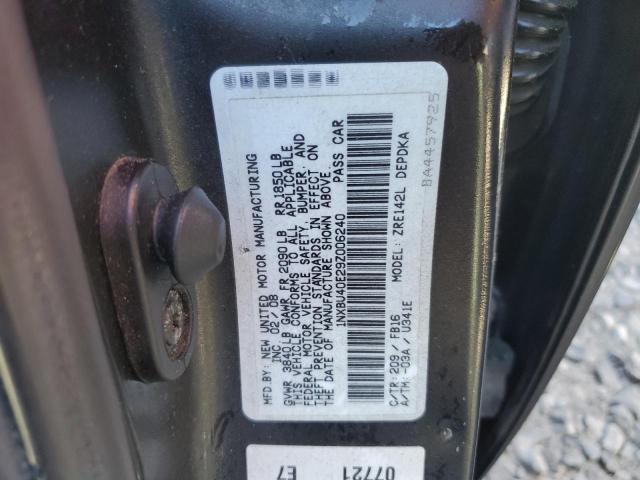 MFD.BY: NEW UNITED MOTOR MANUFACTURING
INC. 02/08
GVWR 3840LB GAWR FR 2090LB RR 1850LB
THIS VEHICLE CONFORMS TO ALL APPLICABLE
FEDERAL MOTOR VEHICLE SAFETY, BUMPER, AND
THEFT PREVENTION STANDARDS IN EFFECT ON
THE DATE OF MANUFACTURE SHOWN ABOVE.
1NXBU40E29Z006240 PASS CAR
C/TR:209 / FB16 MODEL: ZRE142L DEPDKA
A/TM:-03A / U341E
BA4457925
07721
E7